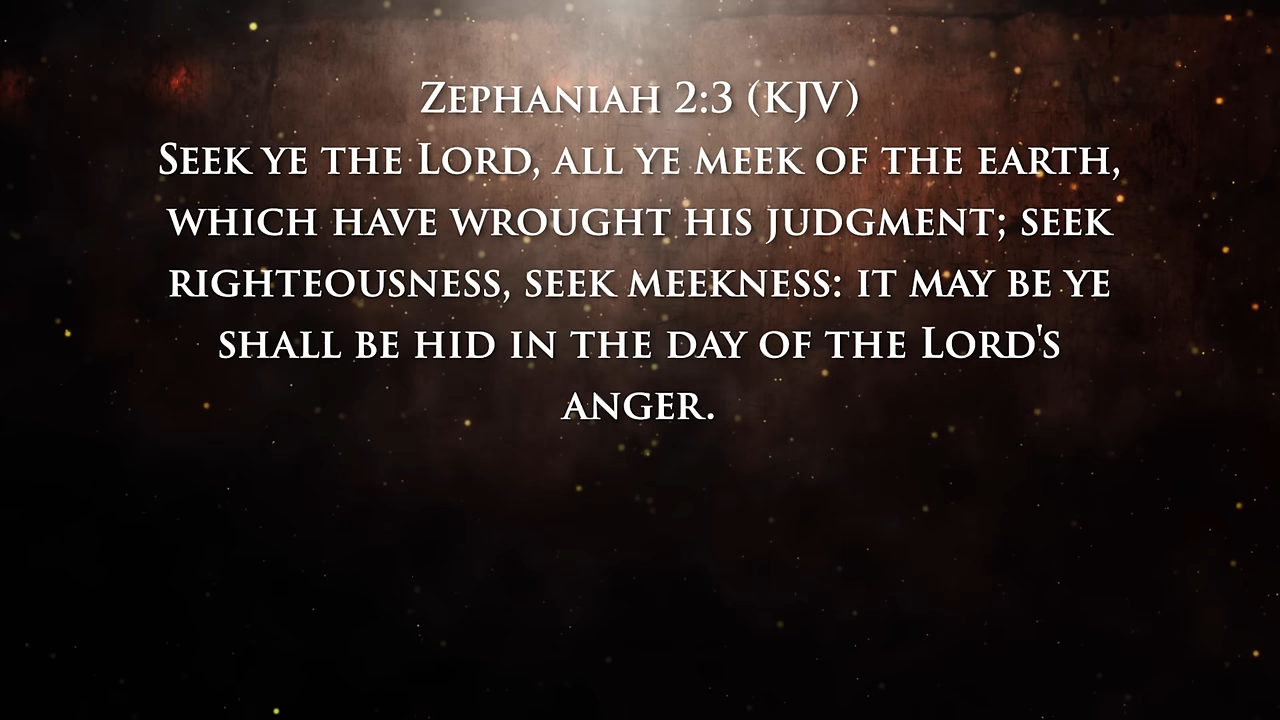 Zephaniah 2:3 (KJV)
Seek ye the Lord, all ye meek of the earth,
which have wrought his judgment; seek
righteousness, seek meekness: it may be ye
shall be hid in the day of the Lord's
anger.